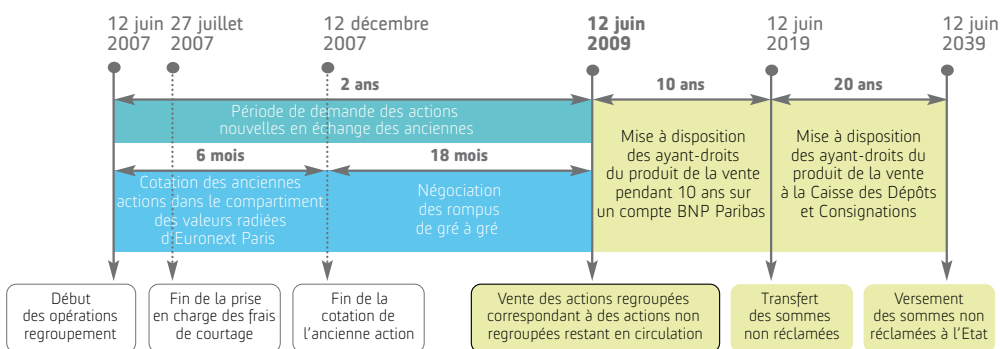 12 juin
2007
27 juillet
2007
12 décembre
2007
12 juin
2009
12 juin
2019
12 juin
2039
2 ans
10 ans
20 ans
Période de demande des actions
nouvelles en échange des anciennes
6 mois
18 mois
Cotation des anciennes
actions dans le compartiment
des valeurs radiées
d'Euronext Paris
Négociation
des rompus
de gré à gré
Mise à disposition
des ayant-droits
du produit de la vente
pendant 10 ans sur
un compte BNP Paribas
Mise à disposition
des ayant-droits du
produit de la vente
à la Caisse des Dépôts
et Consignations
Début
des opérations
regroupement
Fin de la prise
en charge des frais
de courtage
Fin de la
cotation de
l'ancienne action
Vente des actions regroupées
correspondant à des actions non
regroupées restant en circulation
Transfert
des sommes
non réclamées
Versement
des sommes non
réclamées à l'Etat